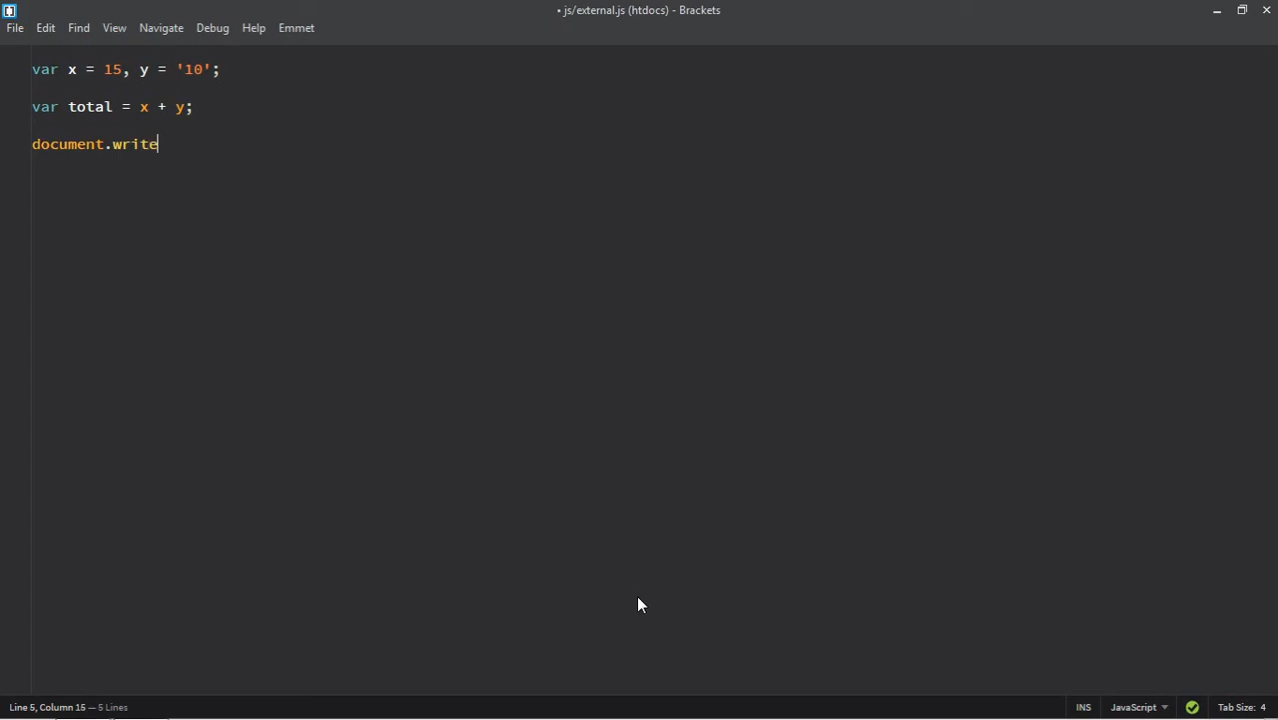 • js/external.js (htdocs) - Brackets
File Edit Find View Navigate Debug Help Emmet
var x = 15, y = '10';
var total = x + y;
document.write
Line 5, Column 15 — 5 Lines INS JavaScript Tab Size: 4